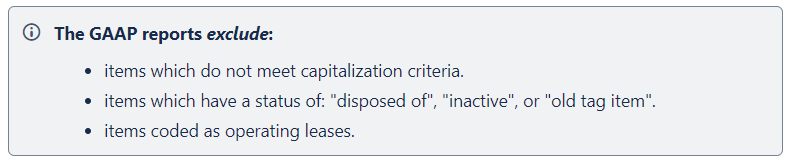 The GAAP reports exclude:
• items which do not meet capitalization criteria.
• items which have a status of: "disposed of", "inactive", or "old tag item".
• items coded as operating leases.